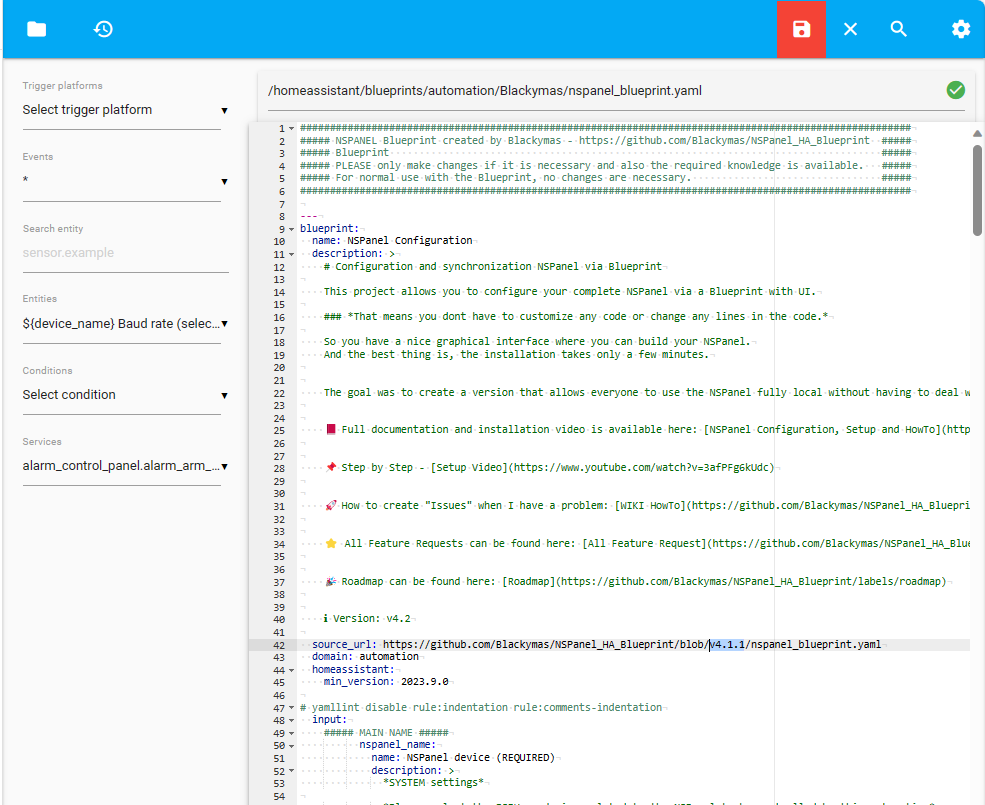 Trigger platforms
Select trigger platform
Events
*
Search entity
sensor.example
Entities
${device_name} Baud rate (selec...
Conditions
Select condition
Services
alarm_control_panel.alarm_arm_...
/homeassistant/blueprints/automation/Blackymas/nspanel_blueprint.yaml
1 #######################################################################################################
2 ##### NSPANEL Blueprint created by Blackymas - https://github.com/Blackymas/NSPanel_HA_Blueprint #####
3 ##### Blueprint #####
4 ##### PLEASE only make changes if it is necessary and also the required knowledge is available. #####
5 ##### For normal use with the Blueprint, no changes are necessary. #####
6 #######################################################################################################
7
8 ---
9 blueprint:
10 name: NSPanel Configuration
11 description: >
12 # Configuration and synchronization NSPanel via Blueprint
13
14 This project allows you to configure your complete NSPanel via a Blueprint with UI.
15
16 ### *That means you dont have to customize any code or change any lines in the code.*
17
18 So you have a nice graphical interface where you can build your NSPanel.
19 And the best thing is, the installation takes only a few minutes.
20
21
22 The goal was to create a version that allows everyone to use the NSPanel fully local without having to deal w
23
24
25 📕 Full documentation and installation video is available here: [NSPanel Configuration, Setup and HowTo](http
26
27
28 📌 Step by Step - [Setup Video](https://www.youtube.com/watch?v=3afPFg6kUdc)
29
30
31 🚀 How to create "Issues" when I have a problem: [WIKI HowTo](https://github.com/Blackymas/NSPanel_HA_Bluepri
32
33
34 ⭐ All Feature Requests can be found here: [All Feature Request](https://github.com/Blackymas/NSPanel_HA_Blue
35
36
37 🎉 Roadmap can be found here: [Roadmap](https://github.com/Blackymas/NSPanel_HA_Blueprint/labels/roadmap)
38
39
40 ℹ Version: v4.2
41
42 source_url: https://github.com/Blackymas/NSPanel_HA_Blueprint/blob/v4.1.1/nspanel_blueprint.yaml
43 domain: automation
44 homeassistant:
45 min_version: 2023.9.0
46
47 # yamllint disable rule:indentation rule:comments-indentation
48 input:
49 ##### MAIN NAME #####
50 nspanel_name:
51 name: NSPanel device (REQUIRED)
52 description: >
53 *SYSTEM settings*
54